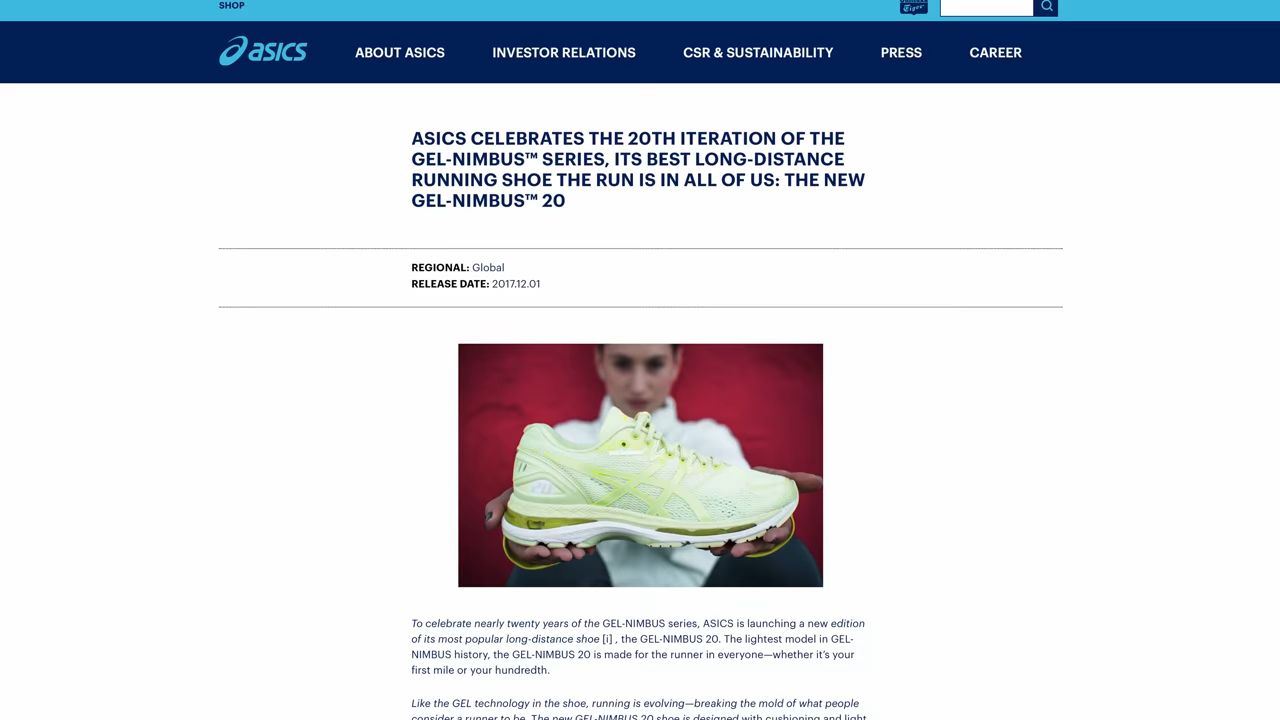 SHOP
Tiger
asics
ABOUT ASICS
INVESTOR RELATIONS
CSR & SUSTAINABILITY
PRESS
CAREER
ASICS CELEBRATES THE 20TH ITERATION OF THE
GEL-NIMBUS™ SERIES, ITS BEST LONG-DISTANCE
RUNNING SHOE THE RUN IS IN ALL OF US: THE NEW
GEL-NIMBUS™ 20
REGIONAL: Global
RELEASE DATE: 2017.12.01
20
To celebrate nearly twenty years of the GEL-NIMBUS series, ASICS is launching a new edition
of its most popular long-distance shoe [i] , the GEL-NIMBUS 20. The lightest model in GEL-
NIMBUS history, the GEL-NIMBUS 20 is made for the runner in everyone—whether it's your
first mile or your hundredth.
Like the GEL technology in the shoe, running is evolving—breaking the mold of what people
consider a runner to be. The new GEL-NIMBUS 20 shoe is designed with cushioning and light